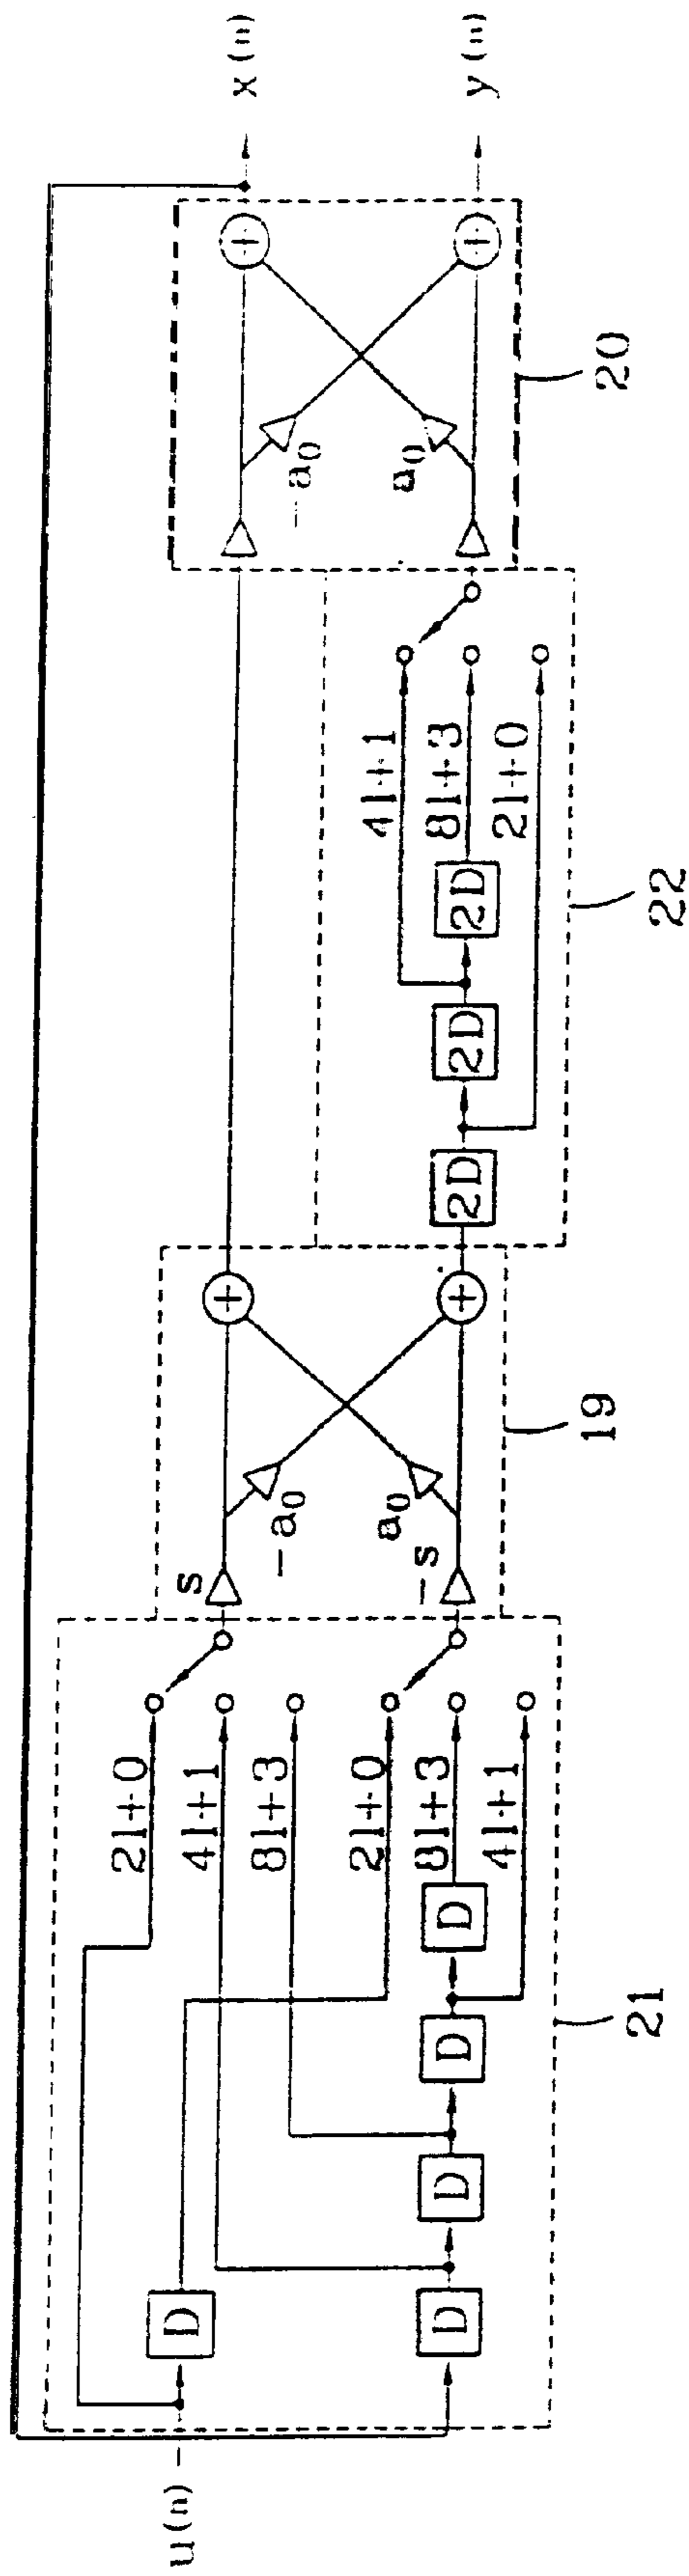 u(n)
D
2l+0
4l+1
8l+3
2l+0
8l+3
4l+1
D
D
D
D
21
s
-s
-a0
a0
19
2D
2D
2D
4l+1
8l+3
2l+0
22
-a0
a0
20
x(n)
y(n)